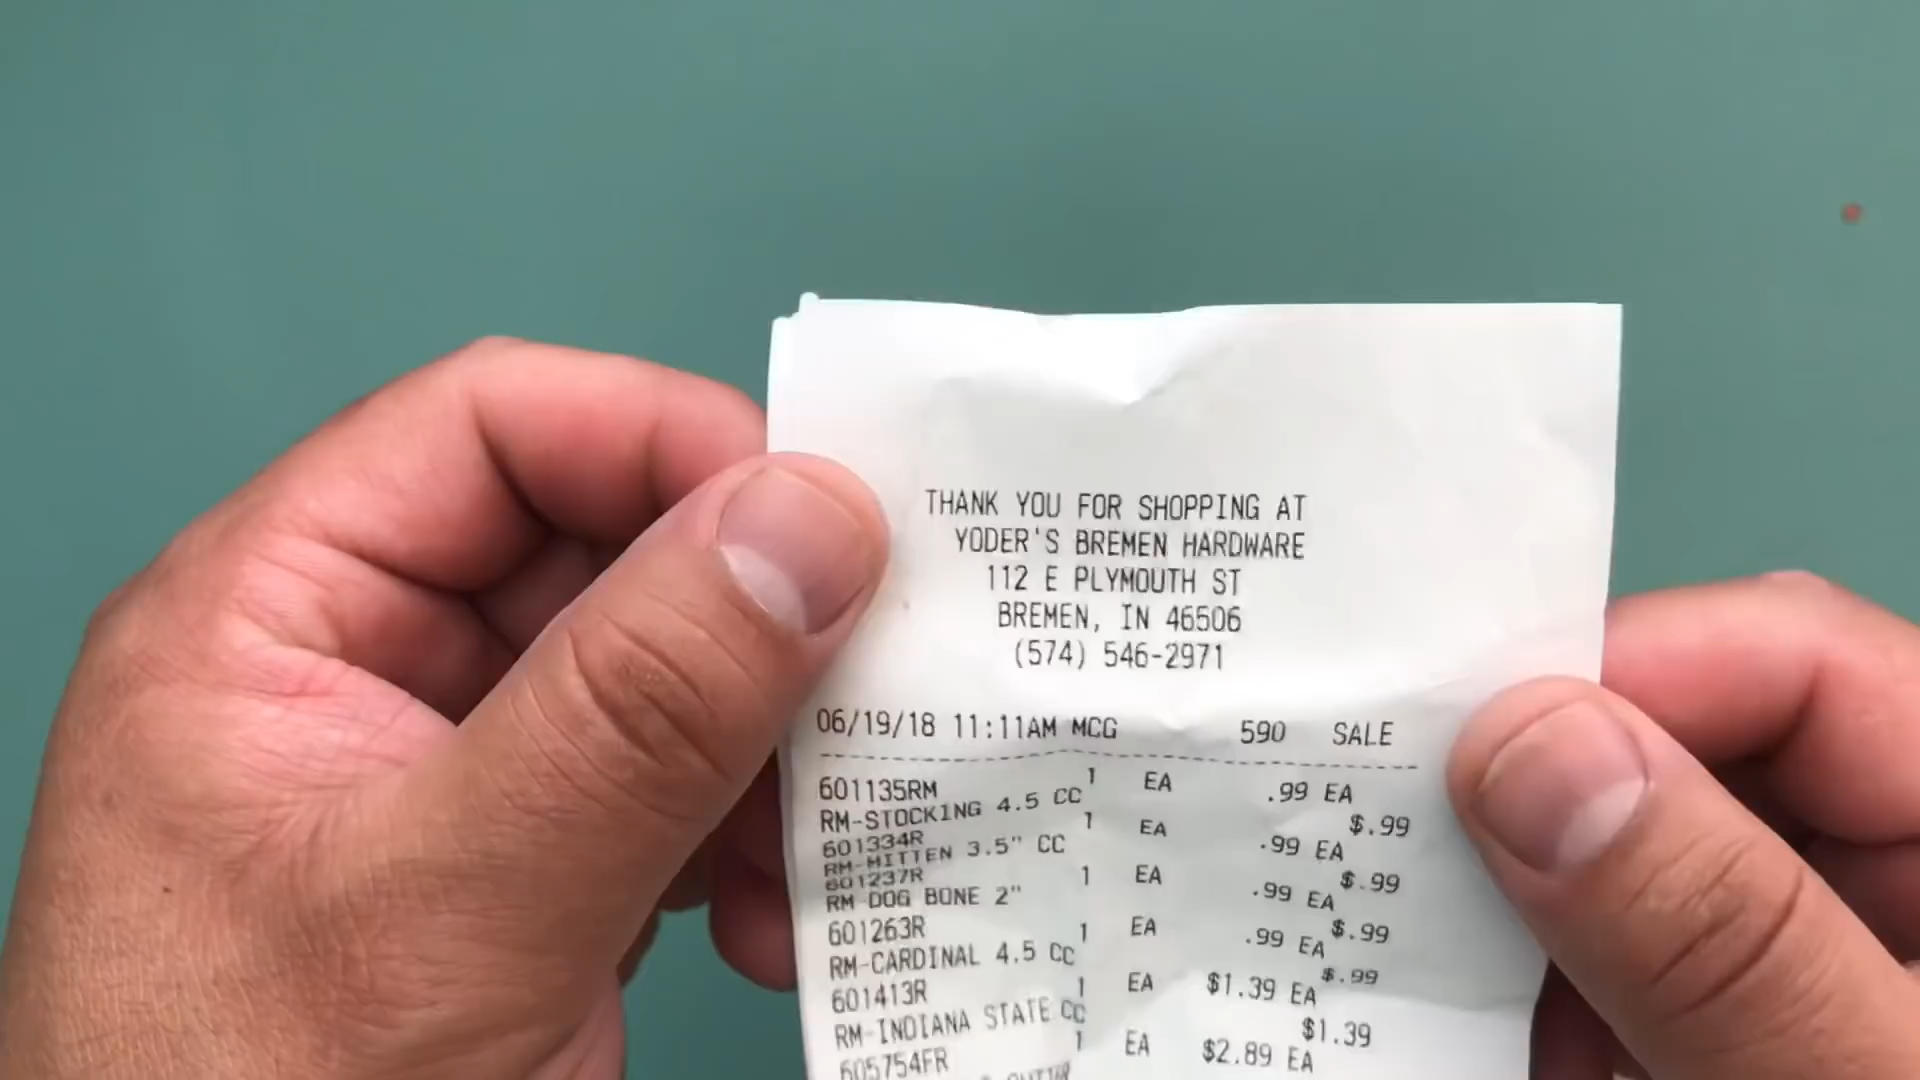 THANK YOU FOR SHOPPING AT
YODER'S BREMEN HARDWARE
112 E PLYMOUTH ST
BREMEN, IN 46506
(574) 546-2971
06/19/18 11:11AM MCG 590 SALE
601135RM 1 EA .99 EA
RM-STOCKING 4.5 CC $.99
601334R 1 EA .99 EA
RM-MITTEN 3.5" CC $.99
601237R 1 EA .99 EA
RM DOG BONE 2" $.99
601263R 1 EA .99 EA
RM-CARDINAL 4.5 CC $.99
601413R 1 EA $1.39 EA
RM-INDIANA STATE CC $1.39
605754FR 1 EA $2.89 EA